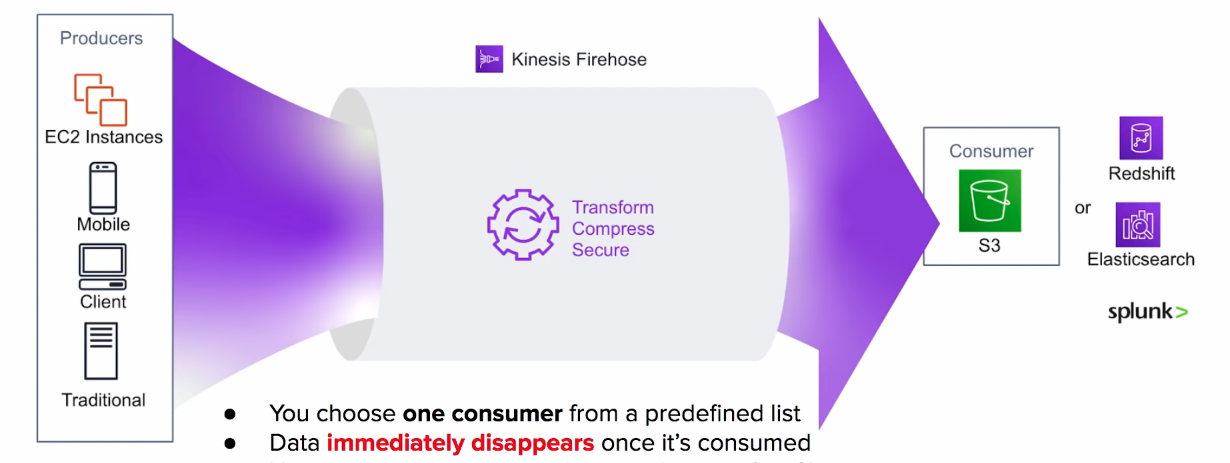 Producers
EC2 Instances
Mobile
Client
Traditional
Kinesis Firehose
Transform
Compress
Secure
Consumer
S3
or
Redshift
Elasticsearch
splunk>
● You choose one consumer from a predefined list
● Data immediately disappears once it's consumed